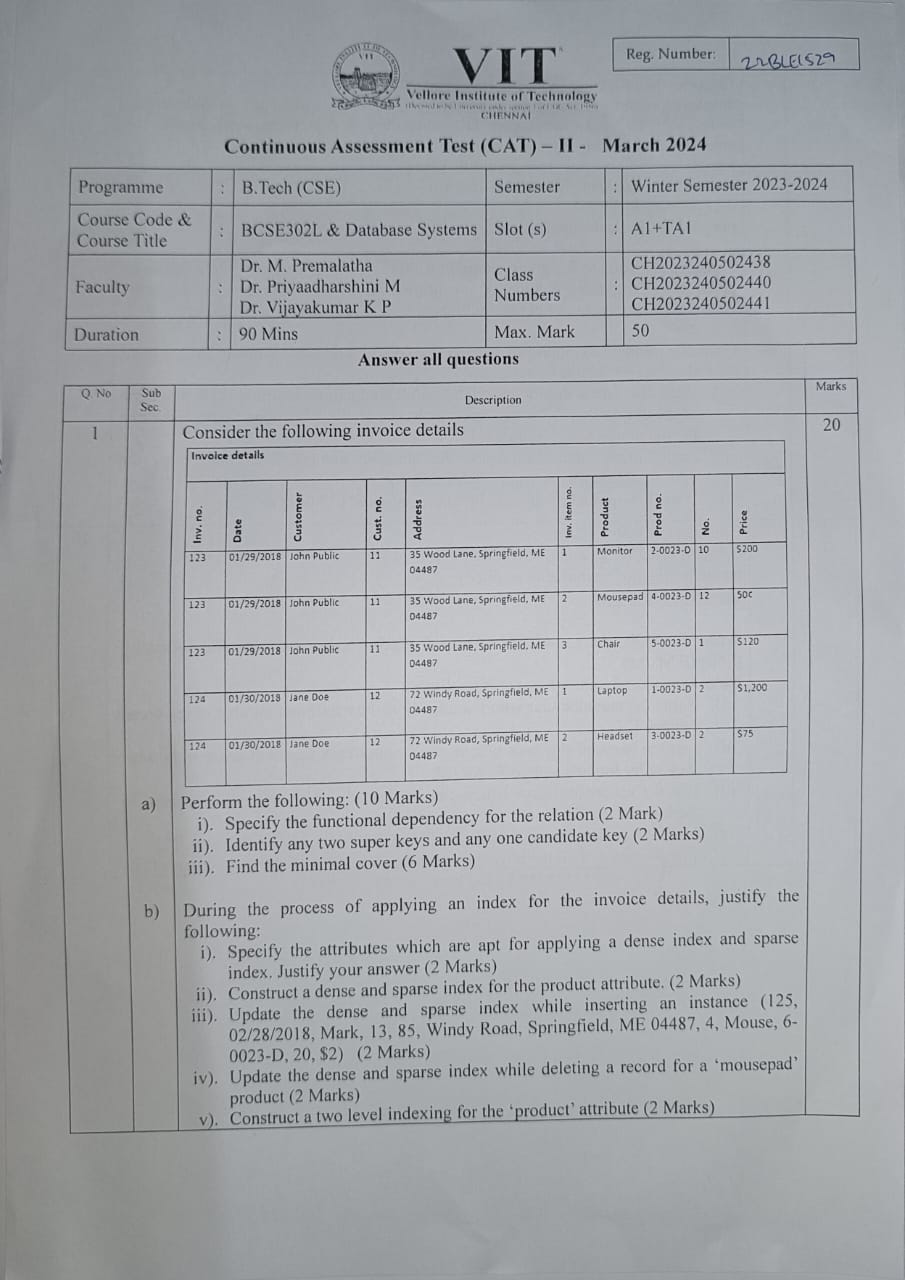 VIT
Reg. Number: 22BLE1529
Vellore Institute of Technology
CHENNAI
Continuous Assessment Test (CAT) – II - March 2024
Programme : B.Tech (CSE) Semester : Winter Semester 2023-2024
Course Code & Course Title : BCSE302L & Database Systems Slot (s) : A1+TA1
Faculty : Dr. M. Premalatha
Dr. Priyaadharshini M
Dr. Vijayakumar K P
Class Numbers : CH2023240502438
CH2023240502440
CH2023240502441
Duration : 90 Mins Max. Mark 50
Answer all questions
Q. No Sub Sec. Description Marks
1 Consider the following invoice details 20
Invoice details
Inv. no. Date Customer Cust. no. Address Inv. item no. Product Prod no. No. Price
123 01/29/2018 John Public 11 35 Wood Lane, Springfield, ME 04487 1 Monitor 2-0023-D 10 $200
123 01/29/2018 John Public 11 35 Wood Lane, Springfield, ME 04487 2 Mousepad 4-0023-D 12 50c
123 01/29/2018 John Public 11 35 Wood Lane, Springfield, ME 04487 3 Chair 5-0023-D 1 $120
124 01/30/2018 Jane Doe 12 72 Windy Road, Springfield, ME 04487 1 Laptop 1-0023-D 2 $1,200
124 01/30/2018 Jane Doe 12 72 Windy Road, Springfield, ME 04487 2 Headset 3-0023-D 2 $75
a) Perform the following: (10 Marks)
i). Specify the functional dependency for the relation (2 Mark)
ii). Identify any two super keys and any one candidate key (2 Marks)
iii). Find the minimal cover (6 Marks)
b) During the process of applying an index for the invoice details, justify the
following:
i). Specify the attributes which are apt for applying a dense index and sparse
index. Justify your answer (2 Marks)
ii). Construct a dense and sparse index for the product attribute. (2 Marks)
iii). Update the dense and sparse index while inserting an instance (125,
02/28/2018, Mark, 13, 85, Windy Road, Springfield, ME 04487, 4, Mouse, 6-
0023-D, 20, $2) (2 Marks)
iv). Update the dense and sparse index while deleting a record for a ‘mousepad’
product (2 Marks)
v). Construct a two level indexing for the ‘product’ attribute (2 Marks)